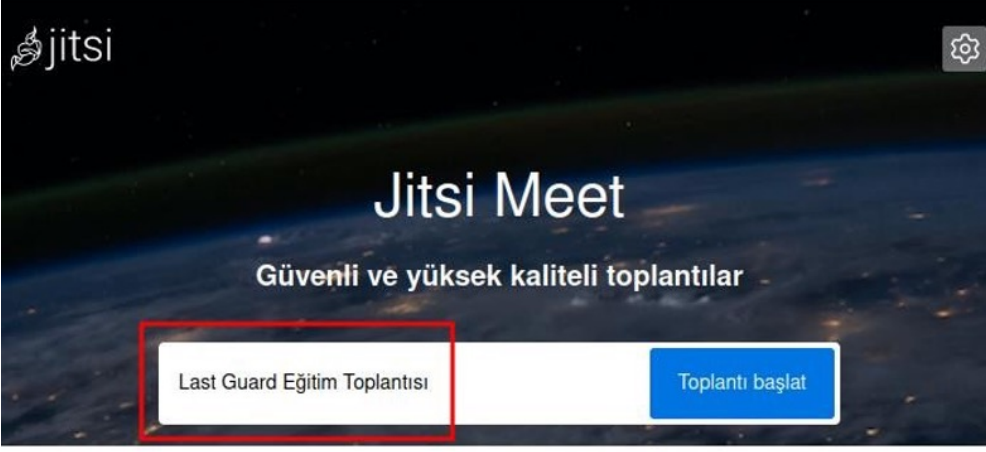 jitsi
Jitsi Meet
Güvenli ve yüksek kaliteli toplantılar
Last Guard Eğitim Toplantısı
Toplantı başlat